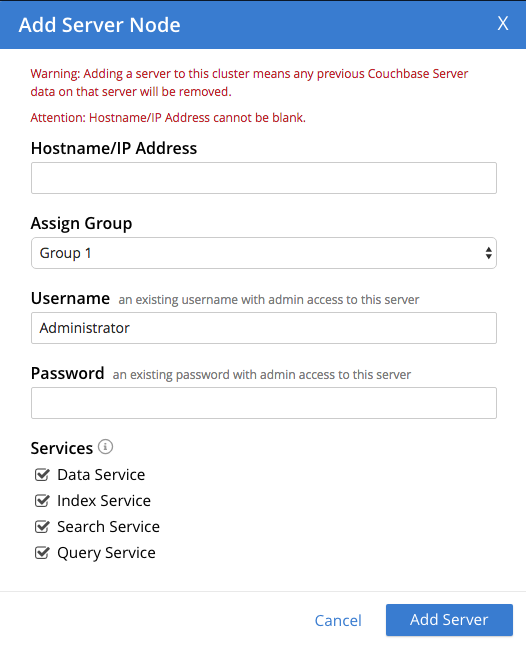 Add Server Node X
Warning: Adding a server to this cluster means any previous Couchbase Server
data on that server will be removed.
Attention: Hostname/IP Address cannot be blank.
Hostname/IP Address
Assign Group
Group 1
Username an existing username with admin access to this server
Administrator
Password an existing password with admin access to this server
Services i
Data Service
Index Service
Search Service
Query Service
Cancel Add Server